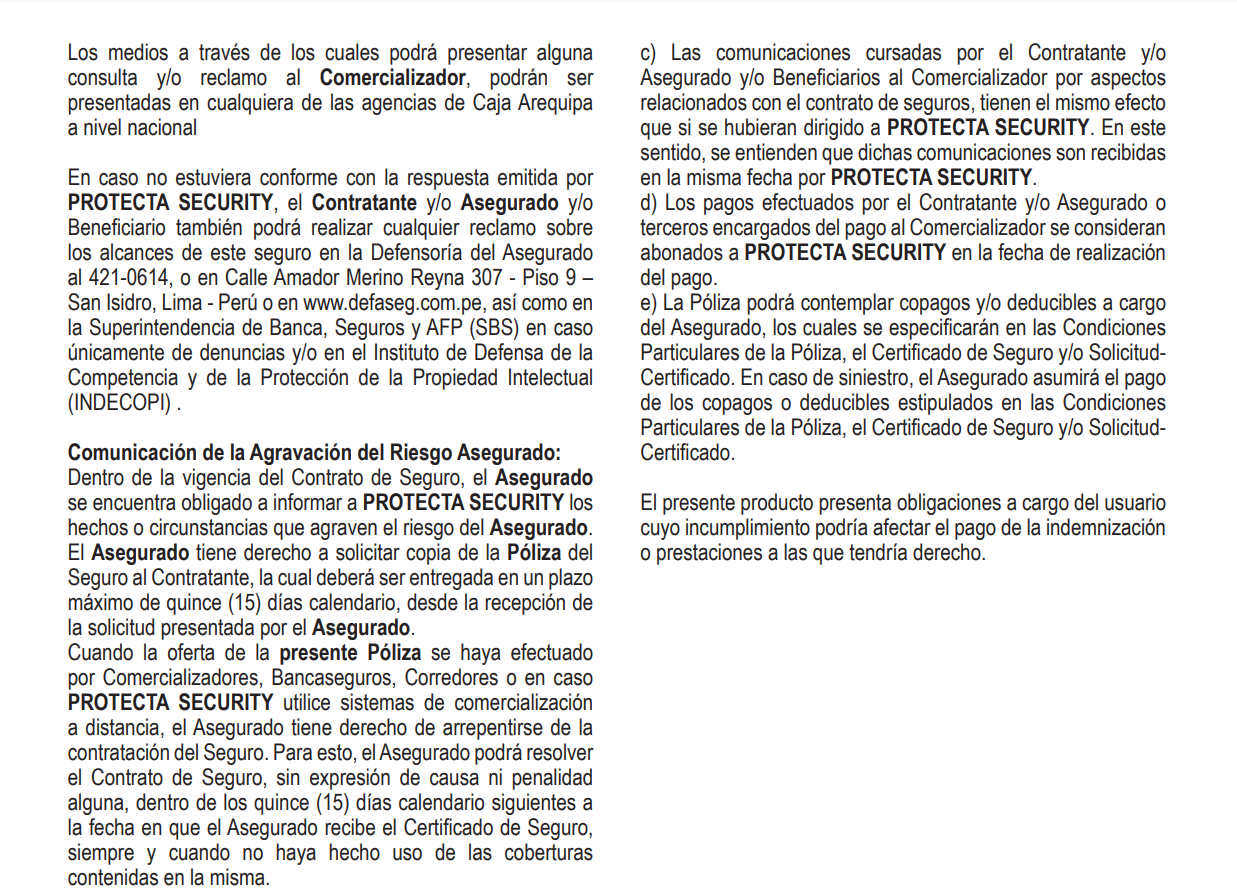 Los medios a través de los cuales podrá presentar alguna
consulta y/o reclamo al Comercializador, podrán ser
presentadas en cualquiera de las agencias de Caja Arequipa
a nivel nacional
En caso no estuviera conforme con la respuesta emitida por
PROTECTA SECURITY, el Contratante y/o Asegurado y/o
Beneficiario también podrá realizar cualquier reclamo sobre
los alcances de este seguro en la Defensoría del Asegurado
al 421-0614, o en Calle Amador Merino Reyna 307 - Piso 9 –
San Isidro, Lima - Perú o en www.defaseg.com.pe, así como en
la Superintendencia de Banca, Seguros y AFP (SBS) en caso
únicamente de denuncias y/o en el Instituto de Defensa de la
Competencia y de la Protección de la Propiedad Intelectual
(INDECOPI) .
Comunicación de la Agravación del Riesgo Asegurado:
Dentro de la vigencia del Contrato de Seguro, el Asegurado
se encuentra obligado a informar a PROTECTA SECURITY los
hechos o circunstancias que agraven el riesgo del Asegurado.
El Asegurado tiene derecho a solicitar copia de la Póliza del
Seguro al Contratante, la cual deberá ser entregada en un plazo
máximo de quince (15) días calendario, desde la recepción de
la solicitud presentada por el Asegurado.
Cuando la oferta de la presente Póliza se haya efectuado
por Comercializadores, Bancaseguros, Corredores o en caso
PROTECTA SECURITY utilice sistemas de comercialización
a distancia, el Asegurado tiene derecho de arrepentirse de la
contratación del Seguro. Para esto, el Asegurado podrá resolver
el Contrato de Seguro, sin expresión de causa ni penalidad
alguna, dentro de los quince (15) días calendario siguientes a
la fecha en que el Asegurado recibe el Certificado de Seguro,
siempre y cuando no haya hecho uso de las coberturas
contenidas en la misma.
c) Las comunicaciones cursadas por el Contratante y/o
Asegurado y/o Beneficiarios al Comercializador por aspectos
relacionados con el contrato de seguros, tienen el mismo efecto
que si se hubieran dirigido a PROTECTA SECURITY. En este
sentido, se entienden que dichas comunicaciones son recibidas
en la misma fecha por PROTECTA SECURITY.
d) Los pagos efectuados por el Contratante y/o Asegurado o
terceros encargados del pago al Comercializador se consideran
abonados a PROTECTA SECURITY en la fecha de realización
del pago.
e) La Póliza podrá contemplar copagos y/o deducibles a cargo
del Asegurado, los cuales se especificarán en las Condiciones
Particulares de la Póliza, el Certificado de Seguro y/o Solicitud-
Certificado. En caso de siniestro, el Asegurado asumirá el pago
de los copagos o deducibles estipulados en las Condiciones
Particulares de la Póliza, el Certificado de Seguro y/o Solicitud-
Certificado.
El presente producto presenta obligaciones a cargo del usuario
cuyo incumplimiento podría afectar el pago de la indemnización
o prestaciones a las que tendría derecho.